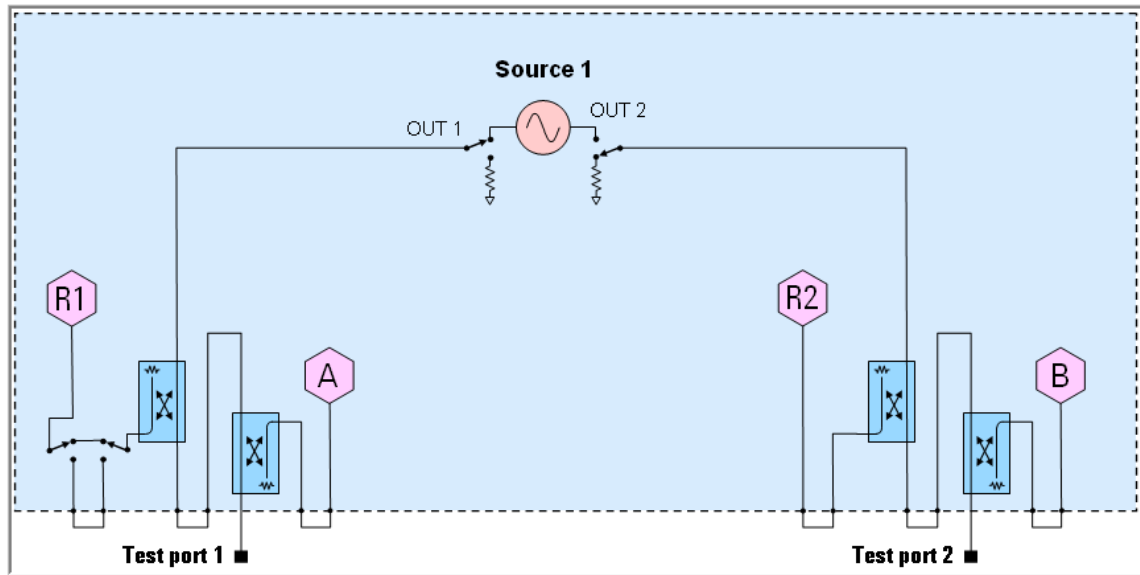 Source 1
OUT 1
OUT 2
R1
R2
A
B
Test port 1
Test port 2